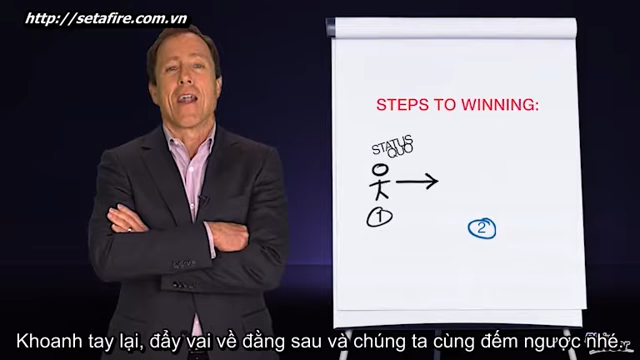 http://setafire.com.vn
STEPS TO WINNING:
STATUS
QUO
1
2
Khoanh tay lại, đẩy vai về đằng sau và chúng ta cùng đếm ngược nhé.